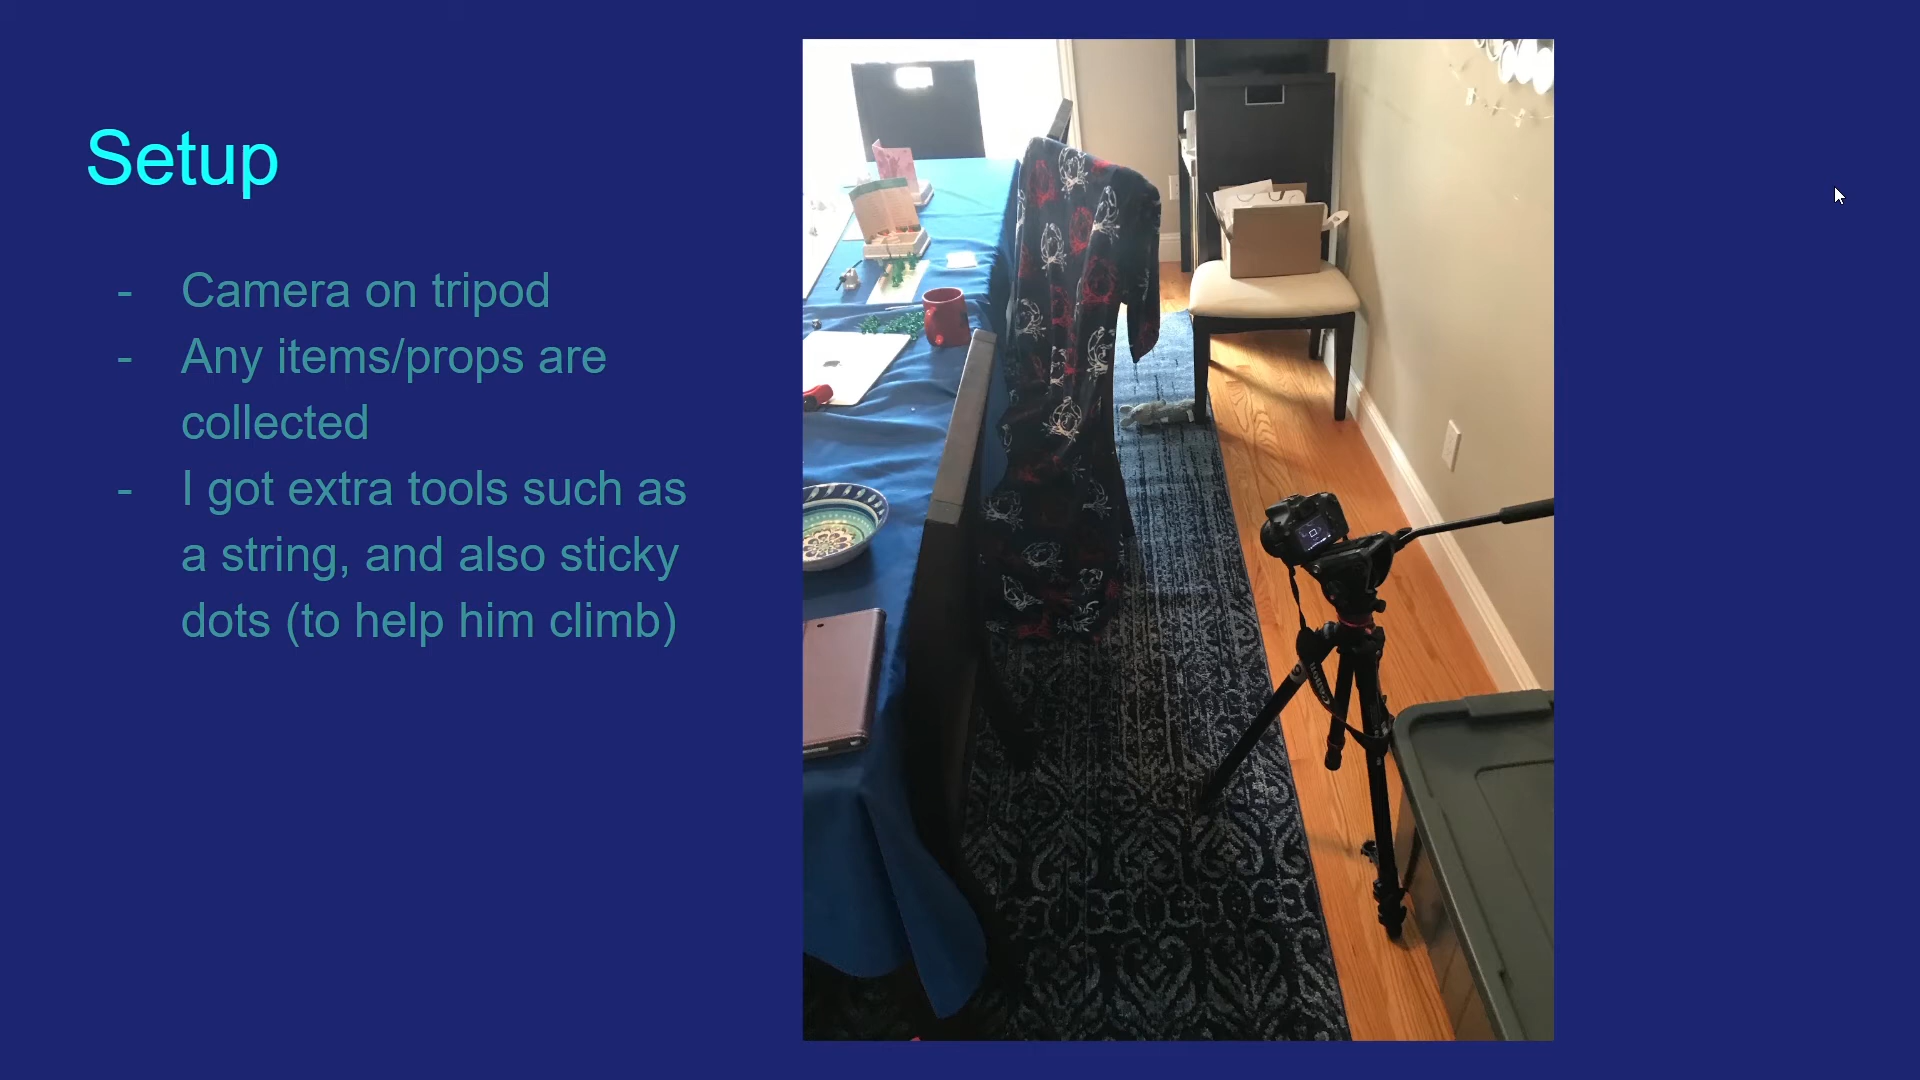 Setup
- Camera on tripod
- Any items/props are
collected
- I got extra tools such as
a string, and also sticky
dots (to help him climb)
Canon